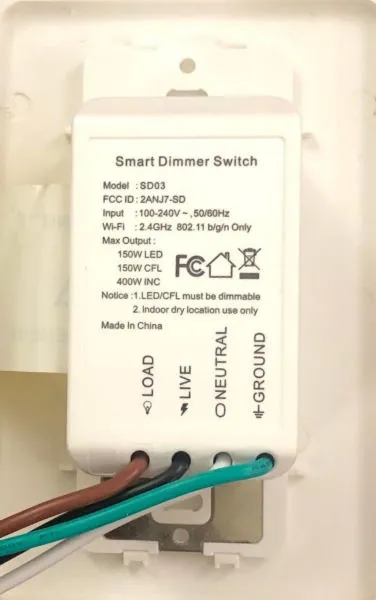 Smart Dimmer Switch
Model : SD03
FCC ID : 2ANJ7-SD
Input : 100-240V ~ , 50/60Hz
Wi-Fi : 2.4GHz 802.11 b/g/n Only
Max Output :
150W LED
150W CFL
400W INC
FC
Notice : 1.LED/CFL must be dimmable
2. Indoor dry location use only
Made In China
LOAD
LIVE
NEUTRAL
GROUND